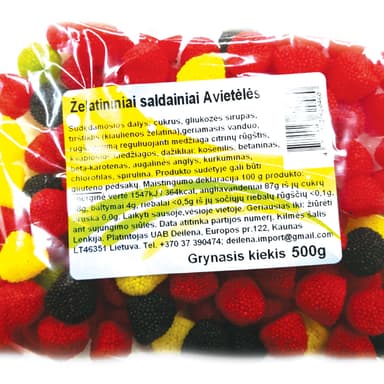 Želatininiai saldainiai Avietėlės
Sudedamosios dalys: cukrus, gliukozės sirupas,
tirštiklis (kiaulienos želatina), geriamasis vanduo,
rūgštingumą reguliuojanti medžiaga citrinų rūgštis,
kvapiosios medžiagos, dažikliai: košenilis, betaninas,
beta-karotenas, augalinės anglys, kurkuminas,
chlorofilas, spirulina. Produkto sudėtyje gali būti
gliuteno pėdsakų. Maistingumo deklaracija 100 g produkto:
energinė vertė 1547kJ / 364kcal, angliavandeniai 87g iš jų cukrų
g, baltymai 4g, riebalai <0,5g iš jų sočiųjų riebalų rūgščių <0,1g,
druska 0,0g. Laikyti sausoje, vėsioje vietoje. Geriausias iki: žiūrėti
ant sujungimo siūlės. Data atitinka partijos numerį. Kilmės šalis
Lenkija. Platintojas UAB Deilena, Europos pr.122, Kaunas
LT46351 Lietuva. Tel. +370 37 390474; deilena.import@gmail.com
Grynasis kiekis 500g